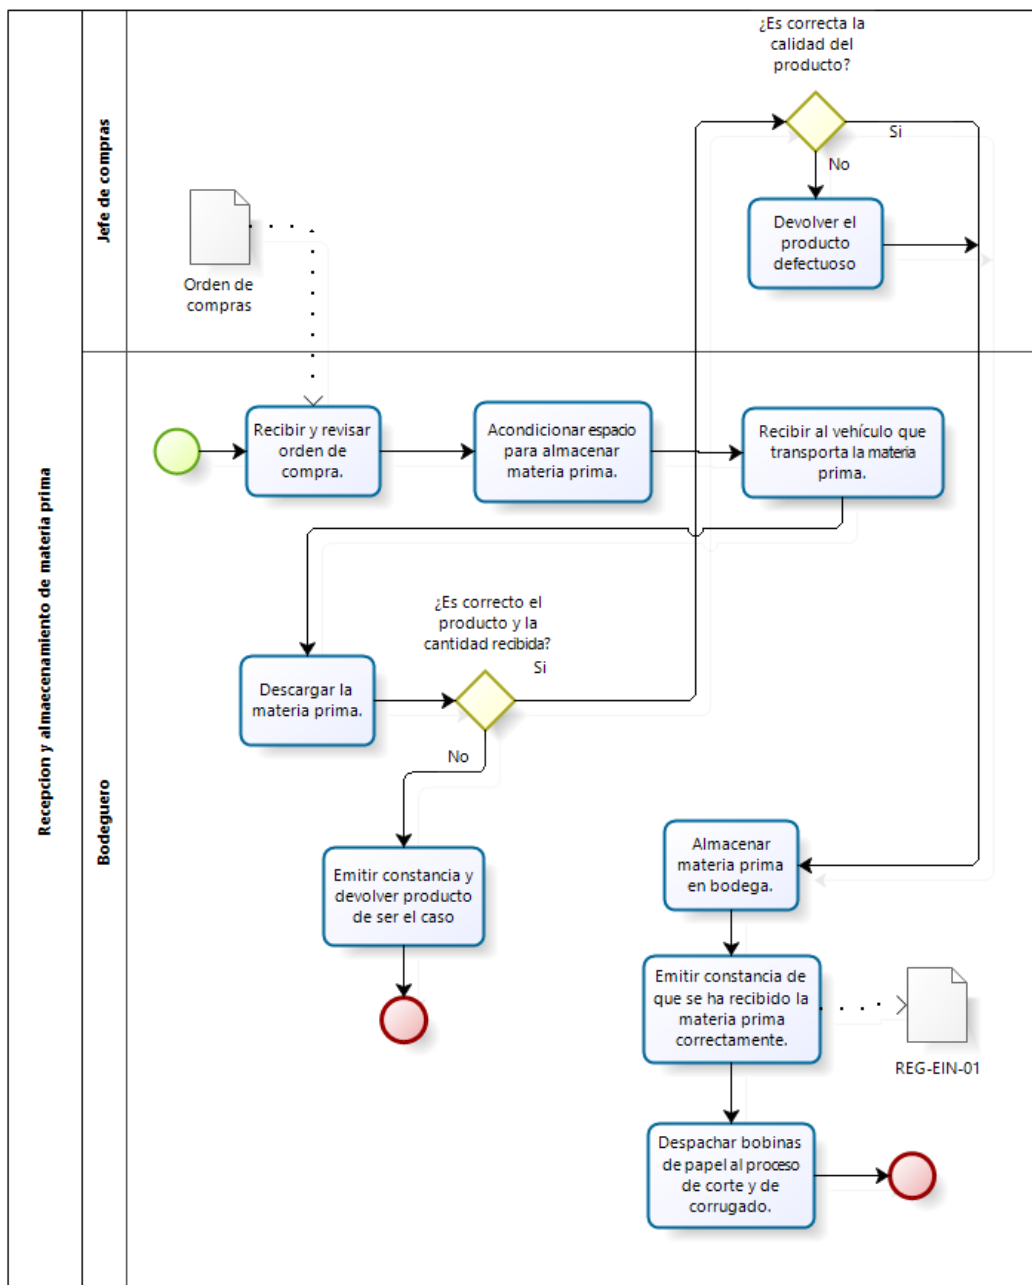 Recepcion y almaecenamiento de materia prima
Jefe de compras
¿Es correcta la
calidad del
producto?
Si
No
Devolver el
producto
defectuoso
Orden de
compras
Bodeguero
Recibir y revisar
orden de
compra.
Acondicionar espacio
para almacenar
materia prima.
Recibir al vehículo que
transporta la materia
prima.
¿Es correcto el
producto y la
cantidad recibida?
Si
Descargar la
materia prima.
No
Emitir constancia y
devolver producto
de ser el caso
Almacenar
materia prima
en bodega.
Emitir constancia de
que se ha recibido la
materia prima
correctamente.
REG-EIN-01
Despachar bobinas
de papel al proceso
de corte y de
corrugado.